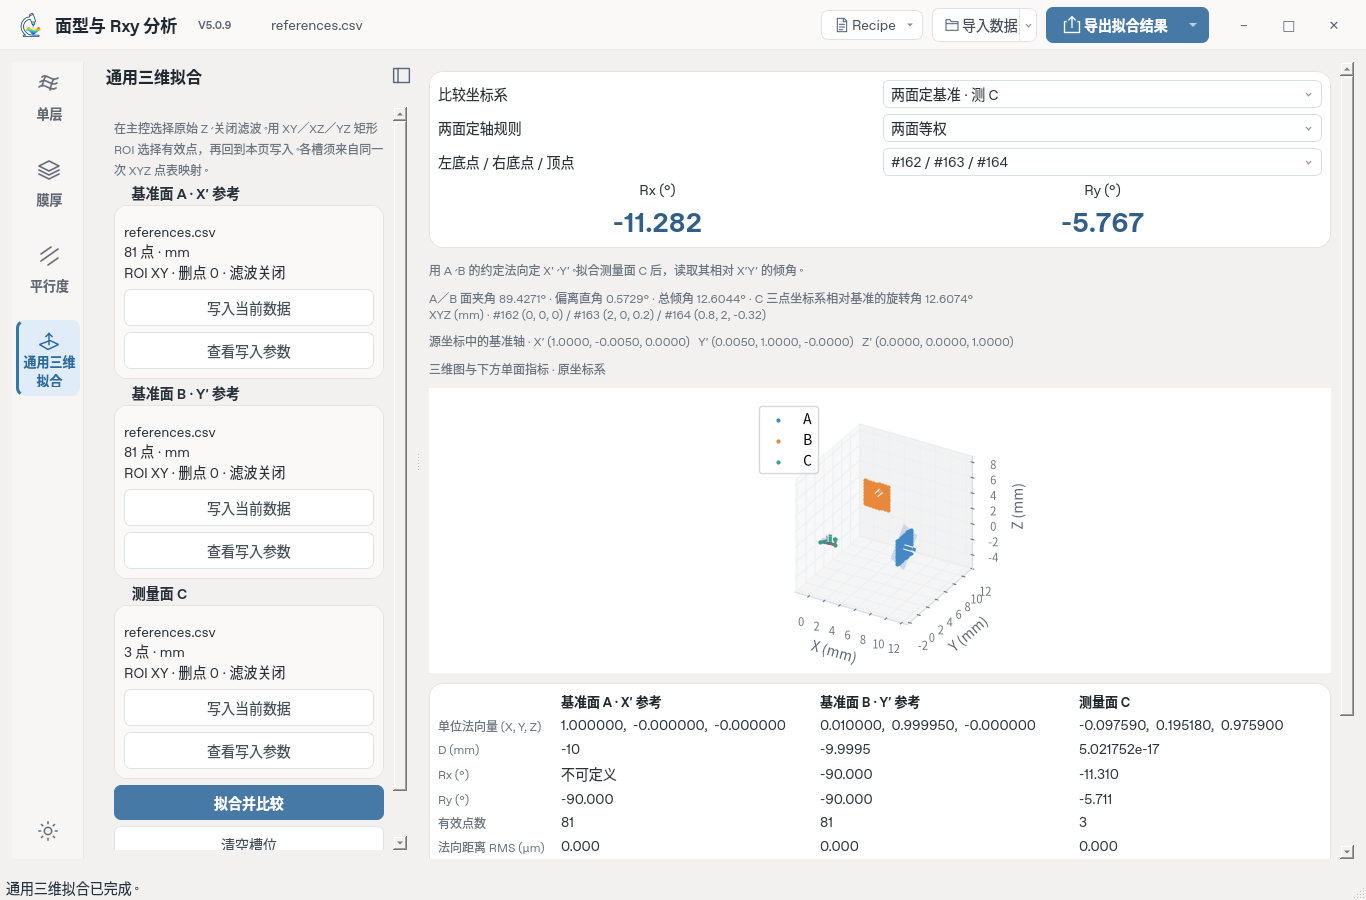 面型与 Rxy 分析 V5.0.9 references.csv Recipe 导入数据 导出拟合结果
单层
膜厚
平行度
通用三维
拟合
通用三维拟合
在主控选择原始 Z。关闭滤波。用 XY／XZ／YZ 矩形
ROI 选择有效点，再回到本页写入。各槽须来自同一
次 XYZ 点表映射。
基准面 A · X′ 参考
references.csv
81 点 · mm
ROI XY · 删点 0 · 滤波关闭
写入当前数据
查看写入参数
基准面 B · Y′ 参考
references.csv
81 点 · mm
ROI XY · 删点 0 · 滤波关闭
写入当前数据
查看写入参数
测量面 C
references.csv
3 点 · mm
ROI XY · 删点 0 · 滤波关闭
写入当前数据
查看写入参数
拟合并比较
清空槽位
比较坐标系 两面定基准 · 测 C
两面定轴规则 两面等权
左底点 / 右底点 / 顶点 #162 / #163 / #164
Rx (°) Ry (°)
-11.282 -5.767
用 A、B 的约定法向定 X′、Y′。拟合测量面 C 后，读取其相对 X′Y′ 的倾角。
A／B 面夹角 89.4271° · 偏离直角 0.5729° · 总倾角 12.6044° · C 三点坐标系相对基准的旋转角 12.6074°
XYZ (mm) · #162 (0, 0, 0) / #163 (2, 0, 0.2) / #164 (0.8, 2, -0.32)
源坐标中的基准轴 · X′ (1.0000, -0.0050, 0.0000) Y′ (0.0050, 1.0000, -0.0000) Z′ (0.0000, 0.0000, 1.0000)
三维图与下方单面指标 · 原坐标系
A
B
C
8
6
4
2
0
-2
-4
Z (mm)
0 2 4 6 8 10 12
X (mm)
-2 0 2 4 6 8 10 12
Y (mm)
基准面 A · X′ 参考 基准面 B · Y′ 参考 测量面 C
单位法向量 (X, Y, Z) 1.000000, -0.000000, -0.000000 0.010000, 0.999950, -0.000000 -0.097590, 0.195180, 0.975900
D (mm) -10 -9.9995 5.021752e-17
Rx (°) 不可定义 -90.000 -11.310
Ry (°) -90.000 -90.000 -5.711
有效点数 81 81 3
法向距离 RMS (μm) 0.000 0.000 0.000
通用三维拟合已完成。